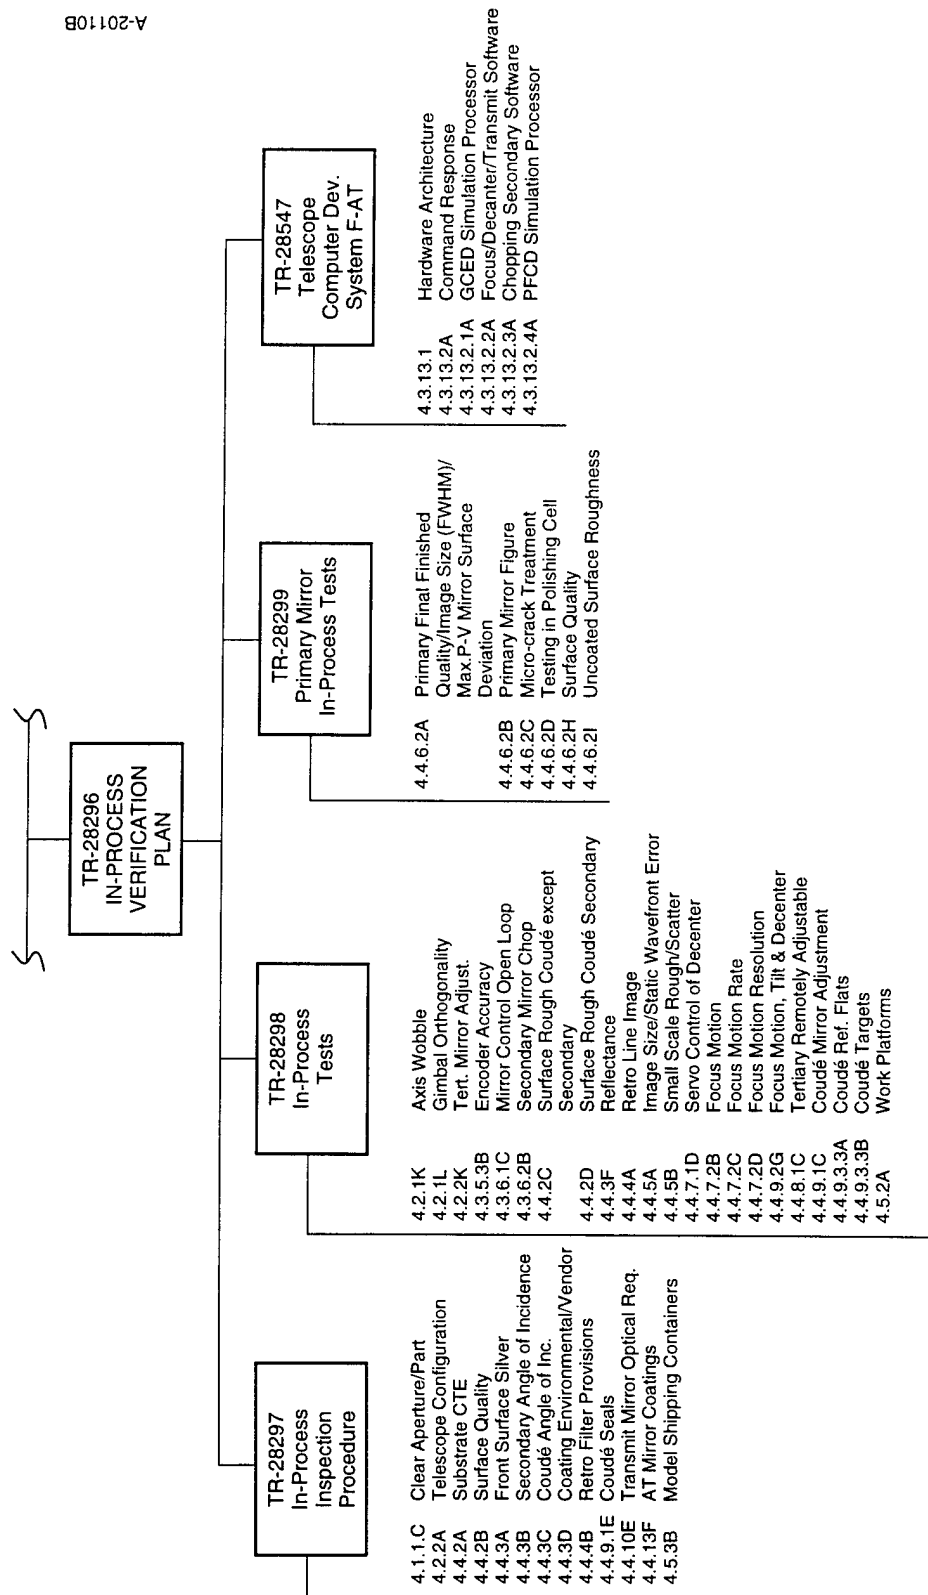 A-20110B
TR-28296
IN-PROCESS
VERIFICATION
PLAN
TR-28297
In-Process
Inspection
Procedure
4.1.1.C Clear Aperture/Part
4.2.2A Telescope Configuration
4.4.2A Substrate CTE
4.4.2B Surface Quality
4.4.3A Front Surface Silver
4.4.3B Secondary Angle of Incidence
4.4.3C Coudé Angle of Inc.
4.4.3D Coating Environmental/Vendor
4.4.4B Retro Filter Provisions
4.4.9.1E Coudé Seals
4.4.10E Transmit Mirror Optical Req.
4.4.13F AT Mirror Coatings
4.5.3B Model Shipping Containers
TR-28298
In-Process
Tests
4.2.1K Axis Wobble
4.2.1L Gimbal Orthogonality
4.2.2K Tert. Mirror Adjust.
4.3.5.3B Encoder Accuracy
4.3.6.1C Mirror Control Open Loop
4.3.6.2B Secondary Mirror Chop
4.4.2C Surface Rough Coudé except
Secondary
4.4.2D Surface Rough Coudé Secondary
4.4.3F Reflectance
4.4.4A Retro Line Image
4.4.5A Image Size/Static Wavefront Error
4.4.5B Small Scale Rough/Scatter
4.4.7.1D Servo Control of Decenter
4.4.7.2B Focus Motion
4.4.7.2C Focus Motion Rate
4.4.7.2D Focus Motion Resolution
4.4.9.2G Focus Motion, Tilt & Decenter
4.4.8.1C Tertiary Remotely Adjustable
4.4.9.1C Coudé Mirror Adjustment
4.4.9.3.3A Coudé Ref. Flats
4.4.9.3.3B Coudé Targets
4.5.2A Work Platforms
TR-28299
Primary Mirror
In-Process Tests
4.4.6.2A Primary Final Finished
Quality/Image Size (FWHM)/
Max.P-V Mirror Surface
Deviation
4.4.6.2B Primary Mirror Figure
4.4.6.2C Micro-crack Treatment
4.4.6.2D Testing in Polishing Cell
4.4.6.2H Surface Quality
4.4.6.2I Uncoated Surface Roughness
TR-28547
Telescope
Computer Dev.
System F-AT
4.3.13.1 Hardware Architecture
4.3.13.2A Command Response
4.3.13.2.1A GCED Simulation Processor
4.3.13.2.2A Focus/Decanter/Transmit Software
4.3.13.2.3A Chopping Secondary Software
4.3.13.2.4A PFCD Simulation Processor